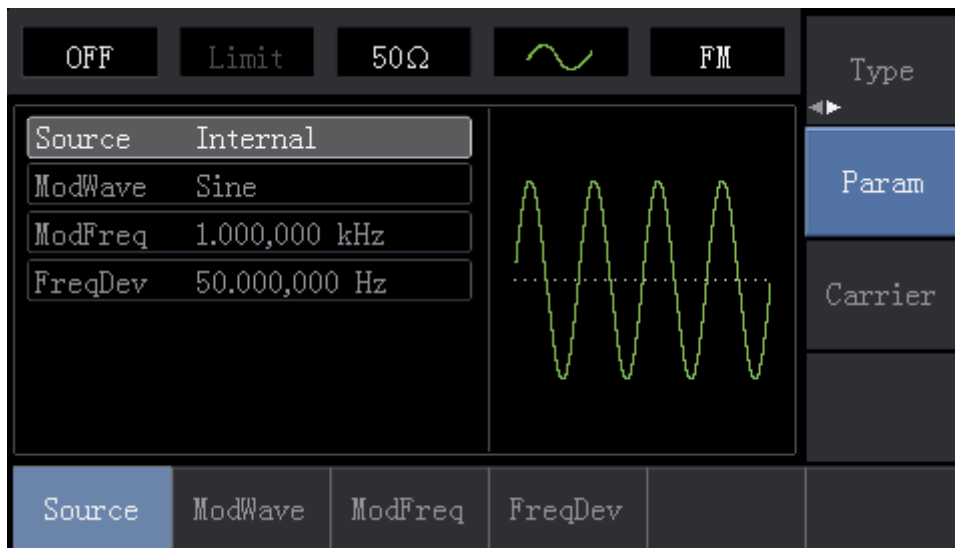 OFF Limit 50Ω FM
Type
Source Internal
ModWave Sine
ModFreq 1.000,000 kHz
FreqDev 50.000,000 Hz
Param
Carrier
Source ModWave ModFreq FreqDev